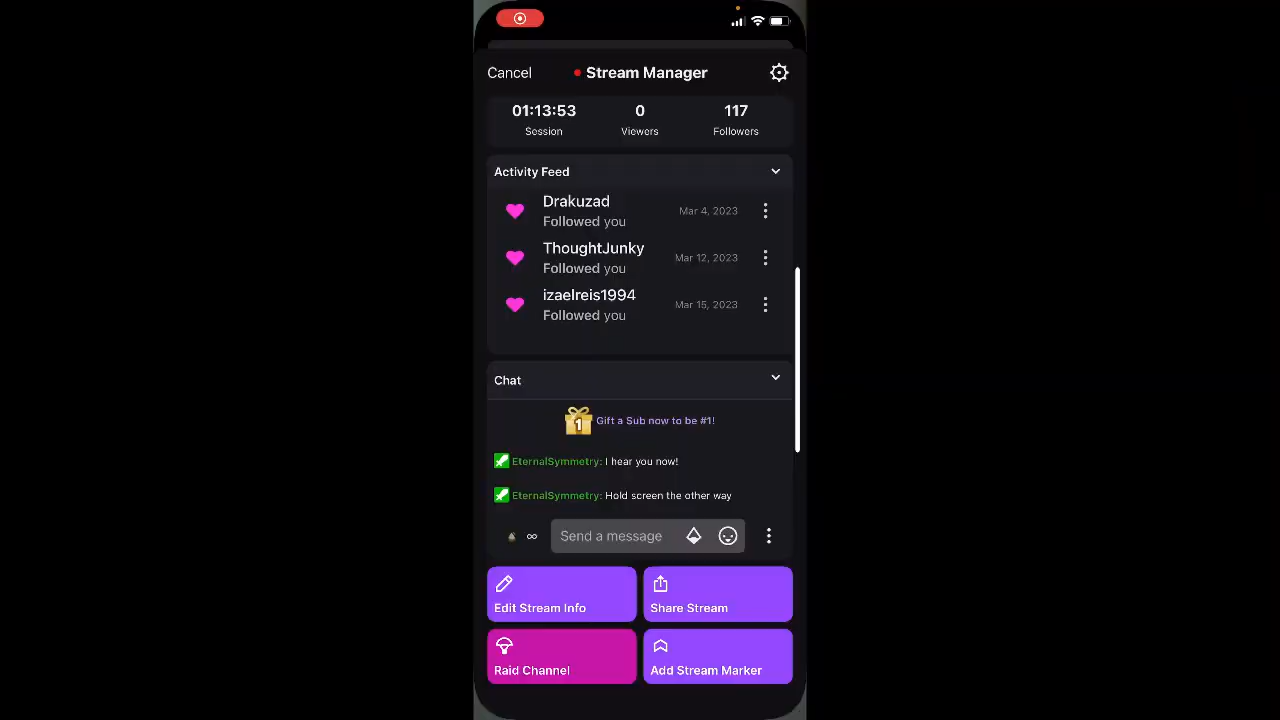 Cancel
Stream Manager
01:13:53
0
117
Session
Viewers
Followers
Activity Feed
Drakuzad
Followed you
Mar 4, 2023
ThoughtJunky
Followed you
Mar 12, 2023
izaelreis1994
Followed you
Mar 15, 2023
Chat
1
Gift a Sub now to be #1!
EternalSymmetry: I hear you now!
EternalSymmetry: Hold screen the other way
∞
Send a message
Edit Stream Info
Share Stream
Raid Channel
Add Stream Marker